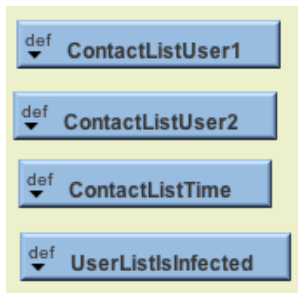 def
ContactListUser1
def
ContactListUser2
def
ContactListTime
def
UserListIsInfected